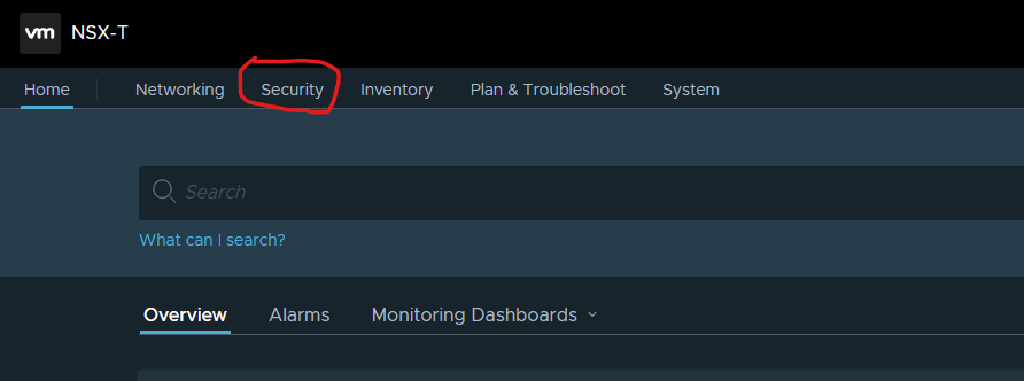 vm NSX-T
Home Networking Security Inventory Plan & Troubleshoot System
Search
What can I search?
Overview Alarms Monitoring Dashboards